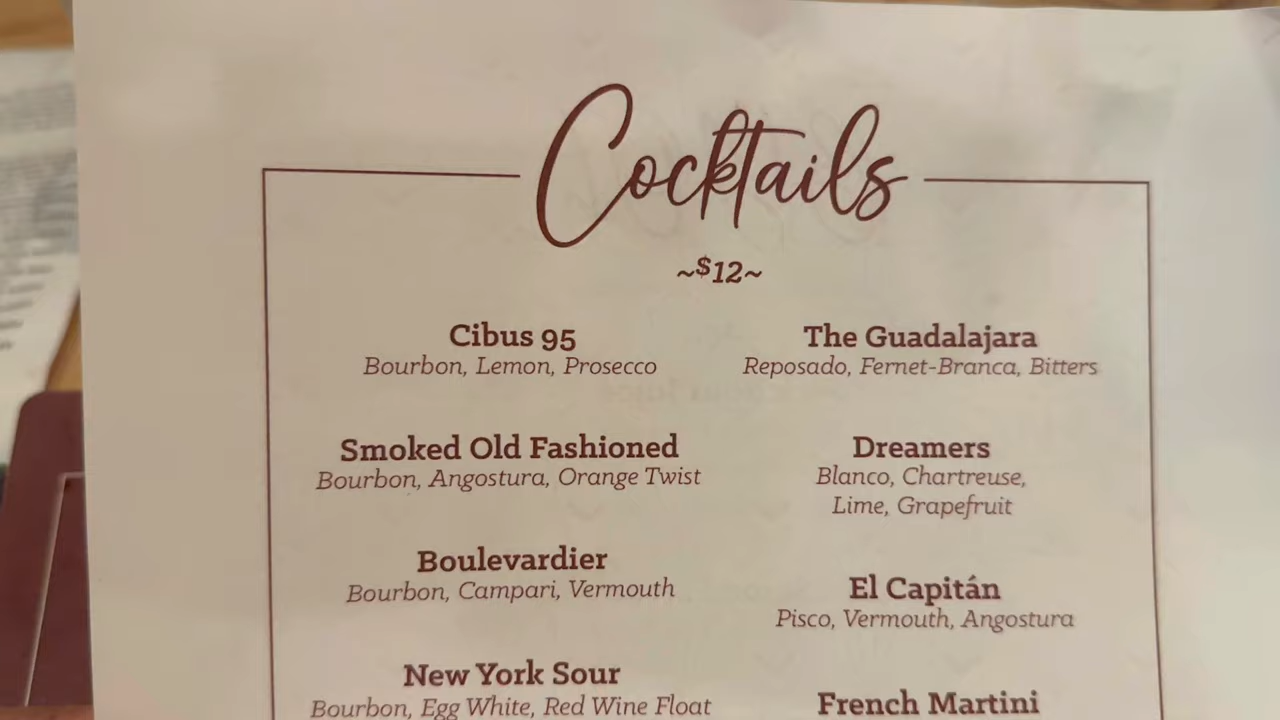 Cocktails
~$12~
Cibus 95
Bourbon, Lemon, Prosecco
Smoked Old Fashioned
Bourbon, Angostura, Orange Twist
Boulevardier
Bourbon, Campari, Vermouth
New York Sour
Bourbon, Egg White, Red Wine Float
The Guadalajara
Reposado, Fernet-Branca, Bitters
Dreamers
Blanco, Chartreuse,
Lime, Grapefruit
El Capitán
Pisco, Vermouth, Angostura
French Martini